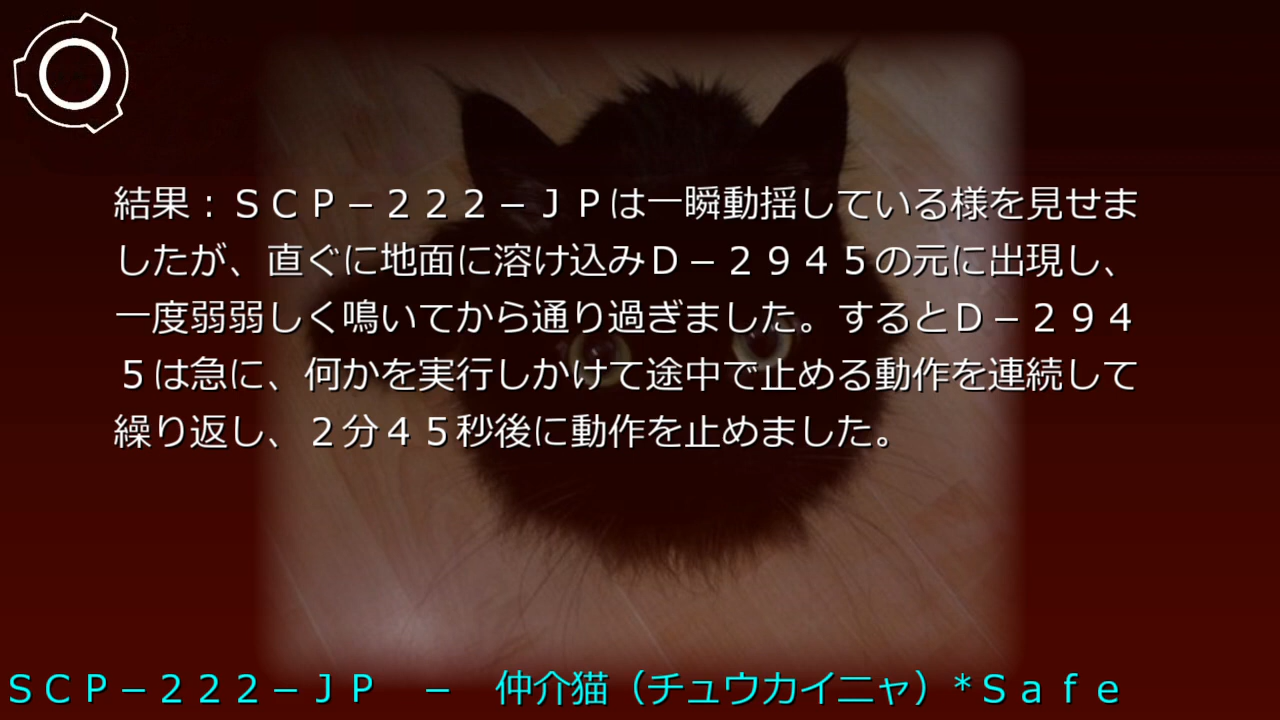 結果：ＳＣＰ－２２２－ＪＰは一瞬動揺している様を見せま
したが、直ぐに地面に溶け込みＤ－２９４５の元に出現し、
一度弱弱しく鳴いてから通り過ぎました。するとＤ－２９４
５は急に、何かを実行しかけて途中で止める動作を連続して
繰り返し、２分４５秒後に動作を止めました。
ＳＣＰ－２２２－ＪＰ　－　仲介猫（チュウカイニャ）*Ｓａｆｅ